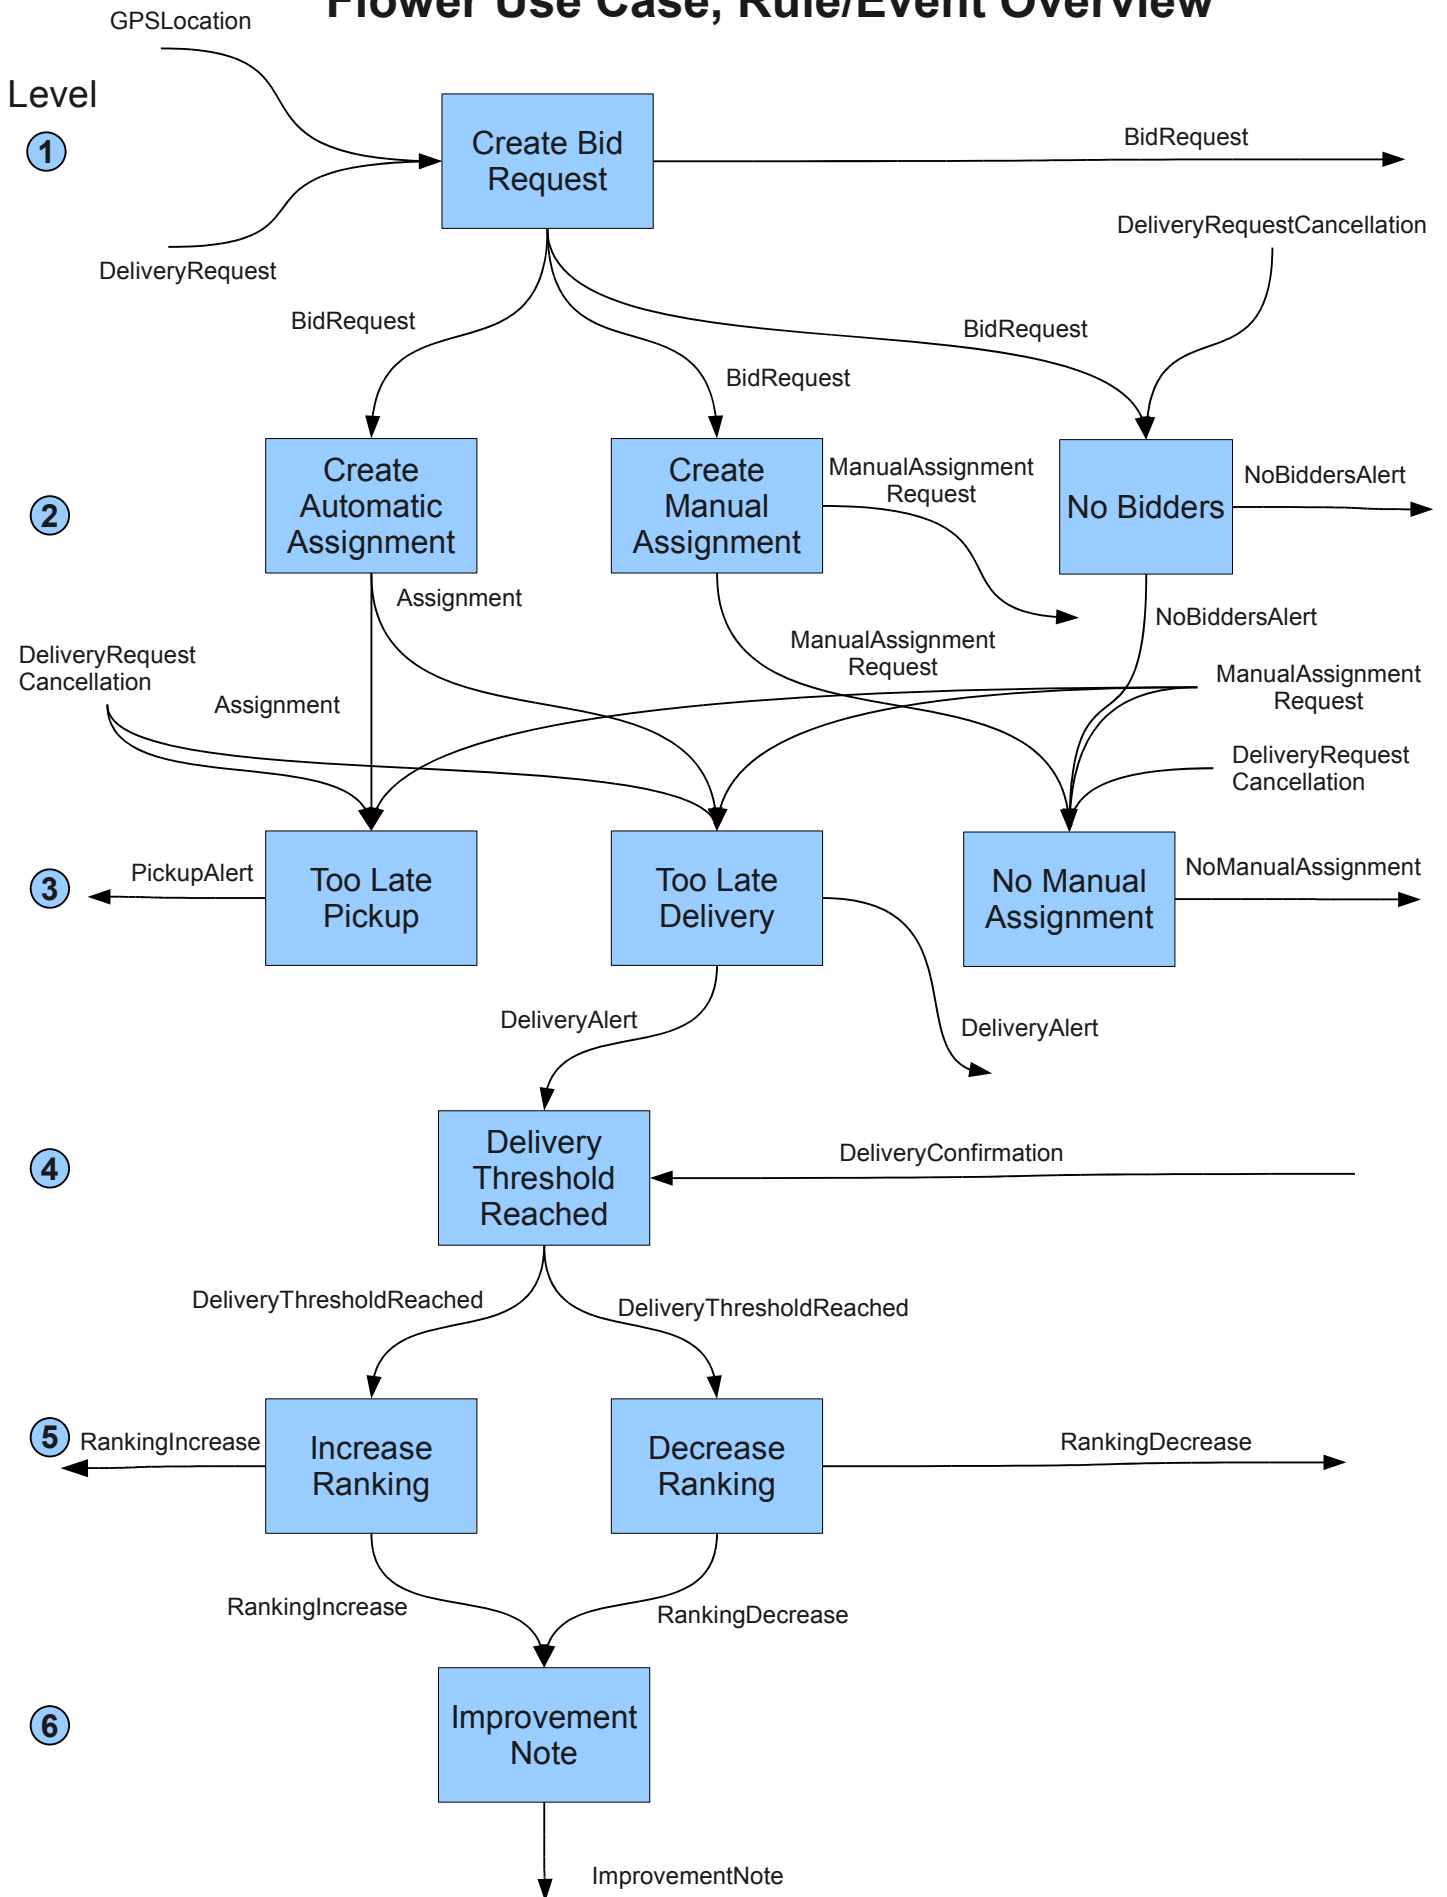 Flower Use Case, Rule/Event Overview
GPSLocation
Level
1
Create Bid
Request
BidRequest
DeliveryRequestCancellation
DeliveryRequest
BidRequest
BidRequest
BidRequest
2
Create
Automatic
Assignment
Create
Manual
Assignment
ManualAssignment
Request
No Bidders
NoBiddersAlert
Assignment
NoBiddersAlert
DeliveryRequest
Cancellation
ManualAssignment
Request
ManualAssignment
Request
Assignment
DeliveryRequest
Cancellation
3
PickupAlert
Too Late
Pickup
Too Late
Delivery
No Manual
Assignment
NoManualAssignment
DeliveryAlert
DeliveryAlert
4
Delivery
Threshold
Reached
DeliveryConfirmation
DeliveryThresholdReached
DeliveryThresholdReached
5
RankingIncrease
Increase
Ranking
Decrease
Ranking
RankingDecrease
RankingIncrease
RankingDecrease
6
Improvement
Note
ImprovementNote